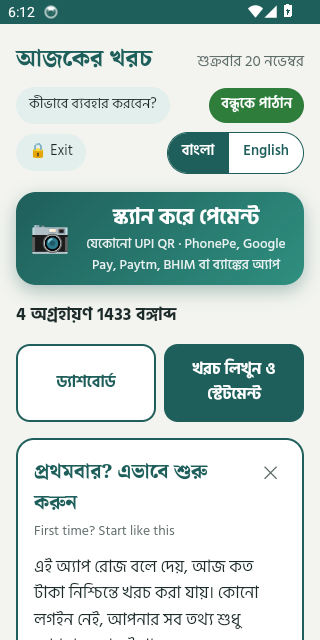 6:12
আজকের খরচ
শুক্রবার 20 নভেম্বর
কীভাবে ব্যবহার করবেন?
বন্ধুকে পাঠান
🔒 Exit
বাংলা
English
স্ক্যান করে পেমেন্ট
যেকোনো UPI QR · PhonePe, Google
Pay, Paytm, BHIM বা ব্যাঙ্কের অ্যাপ
4 অগ্রহায়ণ 1433 বঙ্গাব্দ
ড্যাশবোর্ড
খরচ লিখুন ও
স্টেটমেন্ট
প্রথমবার? এভাবে শুরু
করুন
First time? Start like this
এই অ্যাপ রোজ বলে দেয়, আজ কত
টাকা নিশ্চিন্তে খরচ করা যায়। কোনো
লগইন নেই, আপনার সব তথ্য শুধু